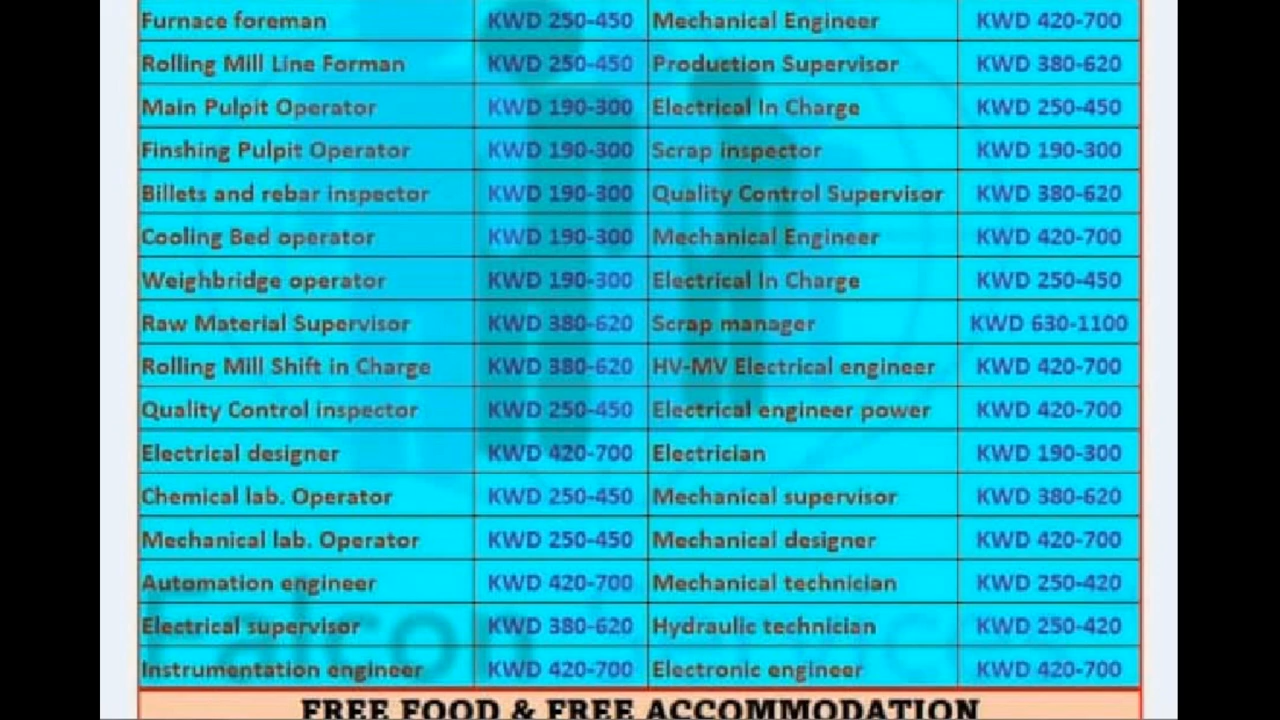 Furnace foreman KWD 250-450 Mechanical Engineer KWD 420-700
Rolling Mill Line Forman KWD 250-450 Production Supervisor KWD 380-620
Main Pulpit Operator KWD 190-300 Electrical In Charge KWD 250-450
Finshing Pulpit Operator KWD 190-300 Scrap inspector KWD 190-300
Billets and rebar inspector KWD 190-300 Quality Control Supervisor KWD 380-620
Cooling Bed operator KWD 190-300 Mechanical Engineer KWD 420-700
Weighbridge operator KWD 190-300 Electrical In Charge KWD 250-450
Raw Material Supervisor KWD 380-620 Scrap manager KWD 630-1100
Rolling Mill Shift in Charge KWD 380-620 HV-MV Electrical engineer KWD 420-700
Quality Control inspector KWD 250-450 Electrical engineer power KWD 420-700
Electrical designer KWD 420-700 Electrician KWD 190-300
Chemical lab. Operator KWD 250-450 Mechanical supervisor KWD 380-620
Mechanical lab. Operator KWD 250-450 Mechanical designer KWD 420-700
Automation engineer KWD 420-700 Mechanical technician KWD 250-420
Electrical supervisor KWD 380-620 Hydraulic technician KWD 250-420
Instrumentation engineer KWD 420-700 Electronic engineer KWD 420-700
Falcon
FREE FOOD & FREE ACCOMMODATION